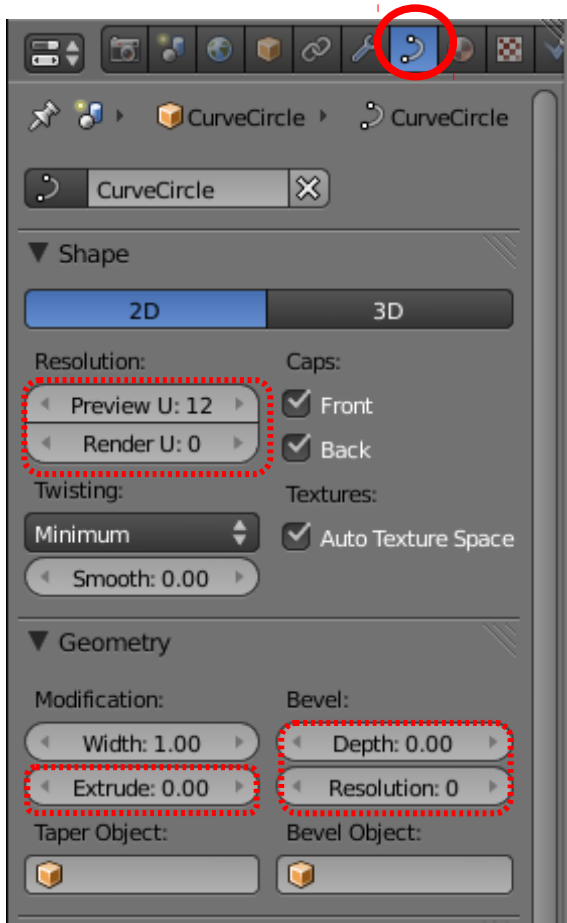 CurveCircle CurveCircle
CurveCircle
Shape
2D 3D
Resolution: Caps:
Preview U: 12 Front
Render U: 0 Back
Twisting: Textures:
Minimum Auto Texture Space
Smooth: 0.00
Geometry
Modification: Bevel:
Width: 1.00 Depth: 0.00
Extrude: 0.00 Resolution: 0
Taper Object: Bevel Object: